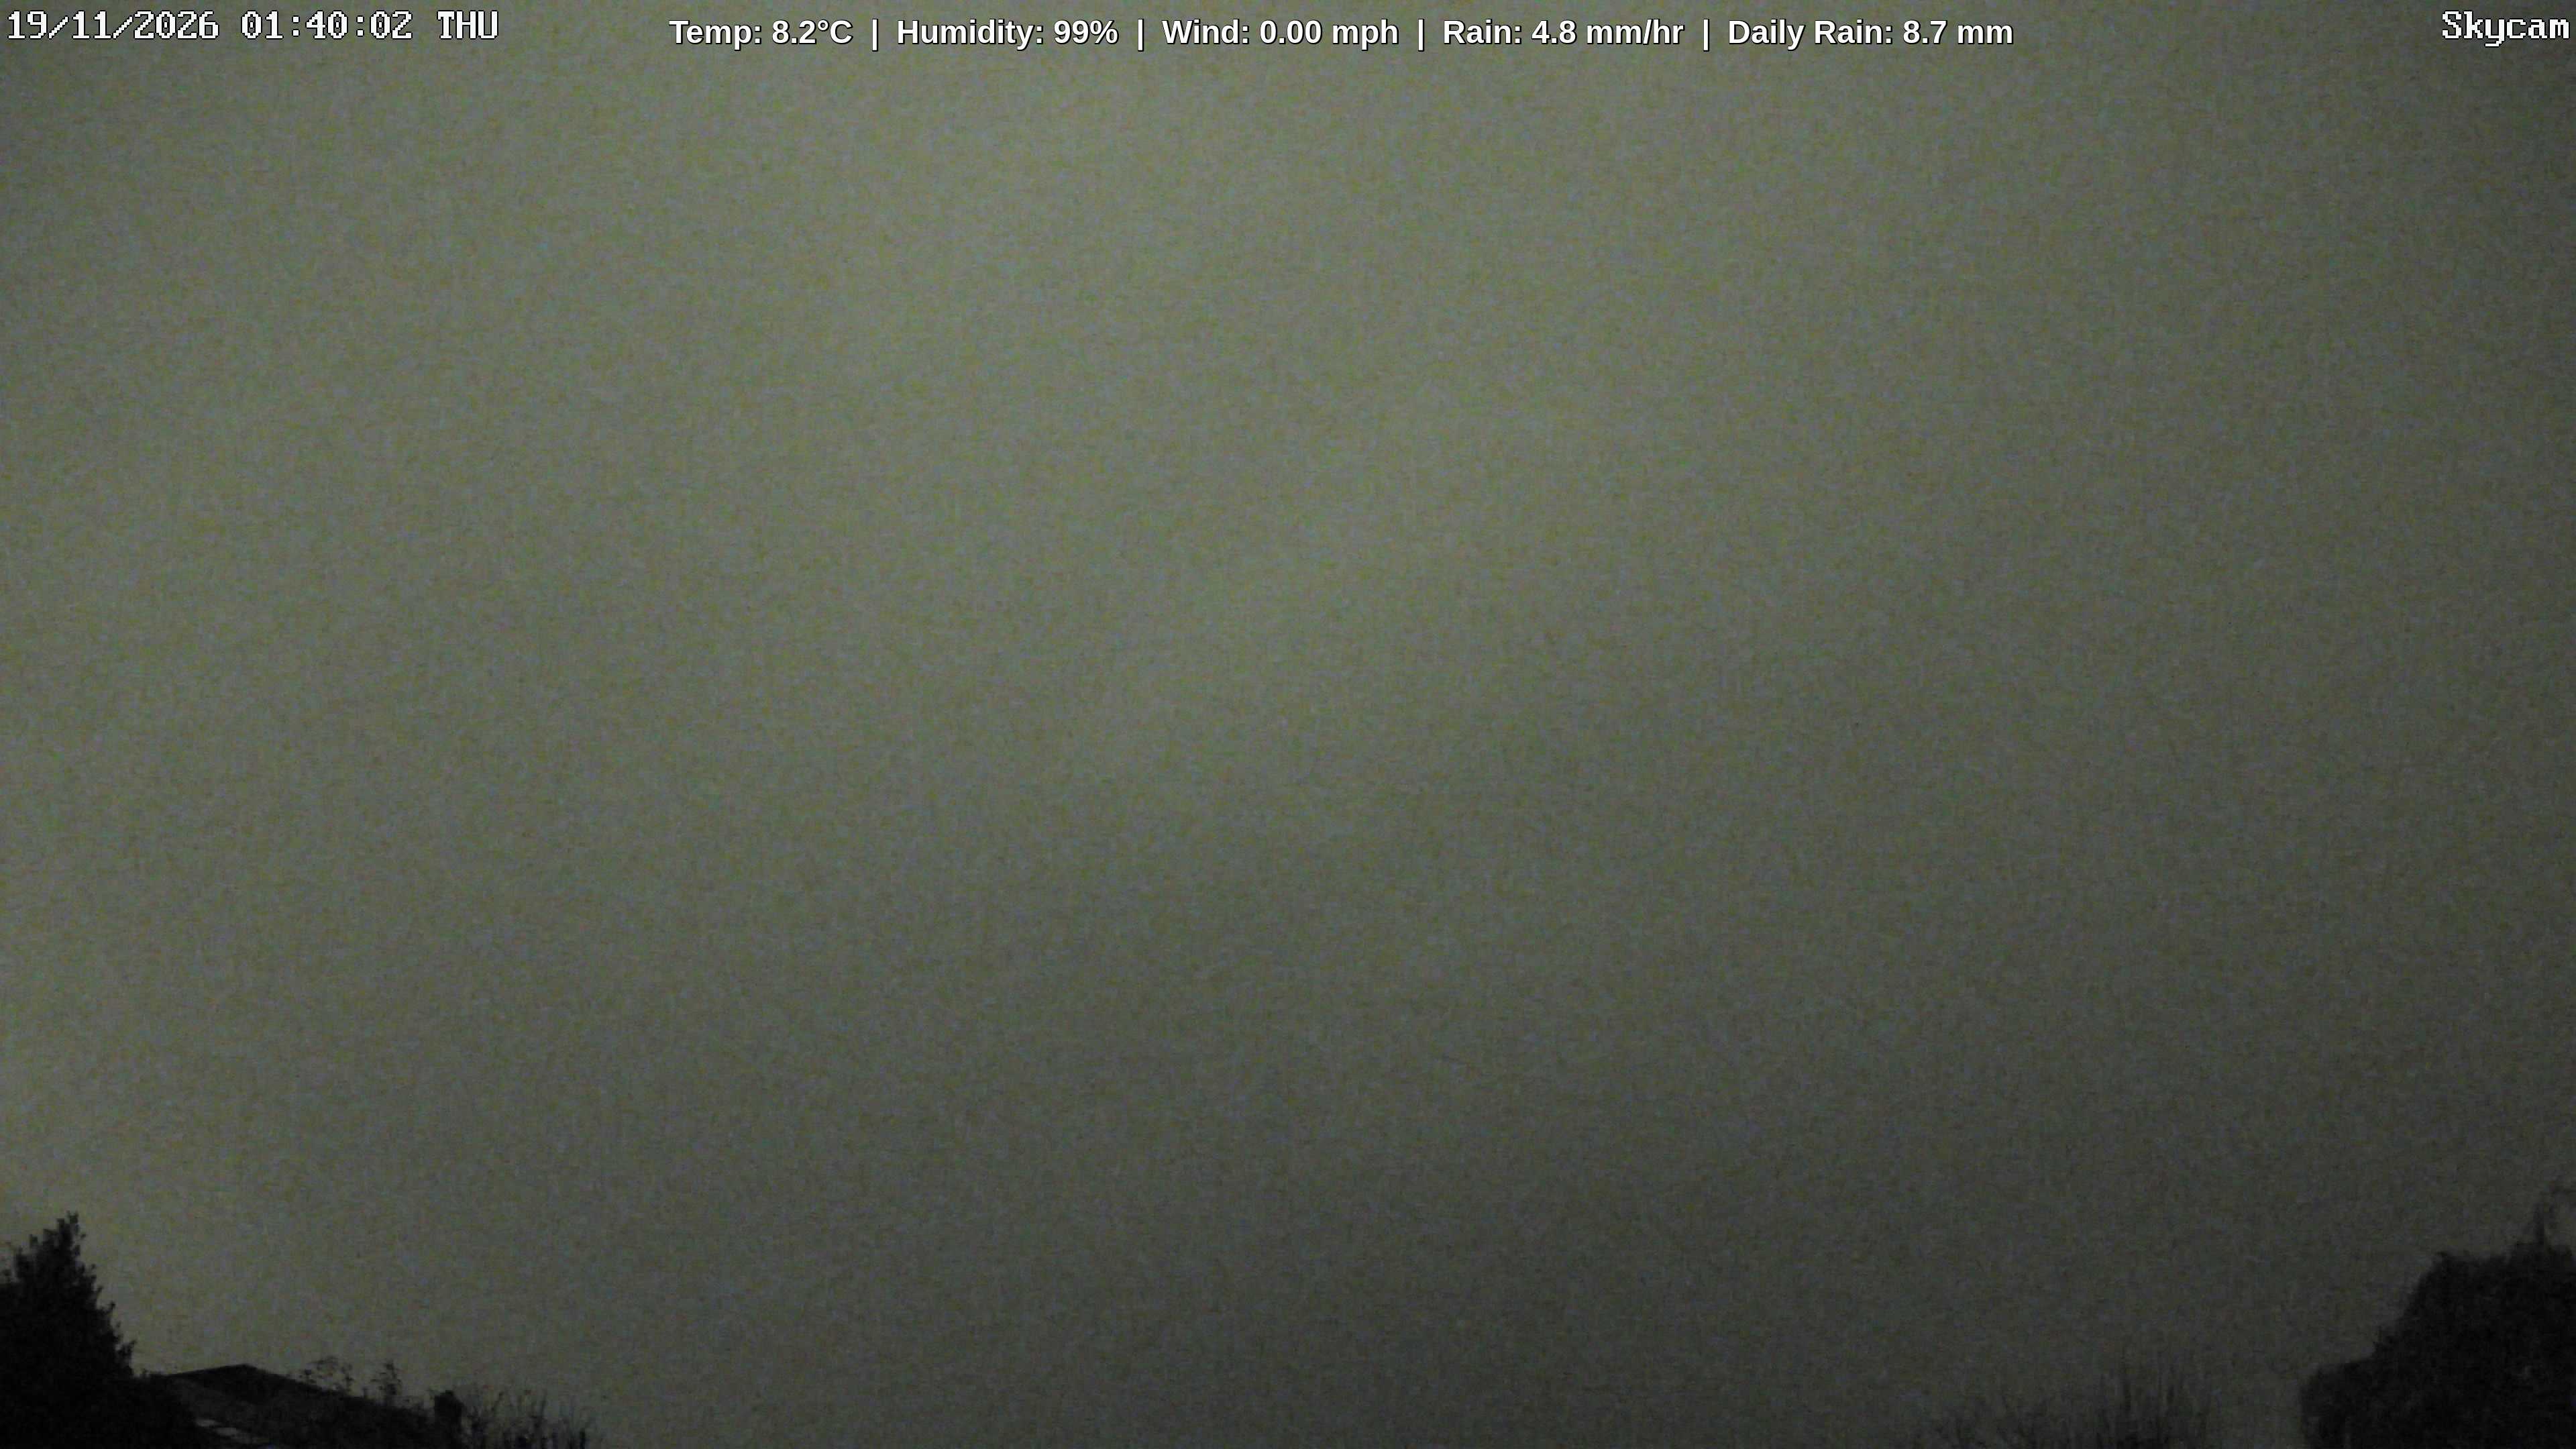 19/11/2026 01:40:02 THU
Temp: 8.2°C | Humidity: 99% | Wind: 0.00 mph | Rain: 4.8 mm/hr | Daily Rain: 8.7 mm
Skycam